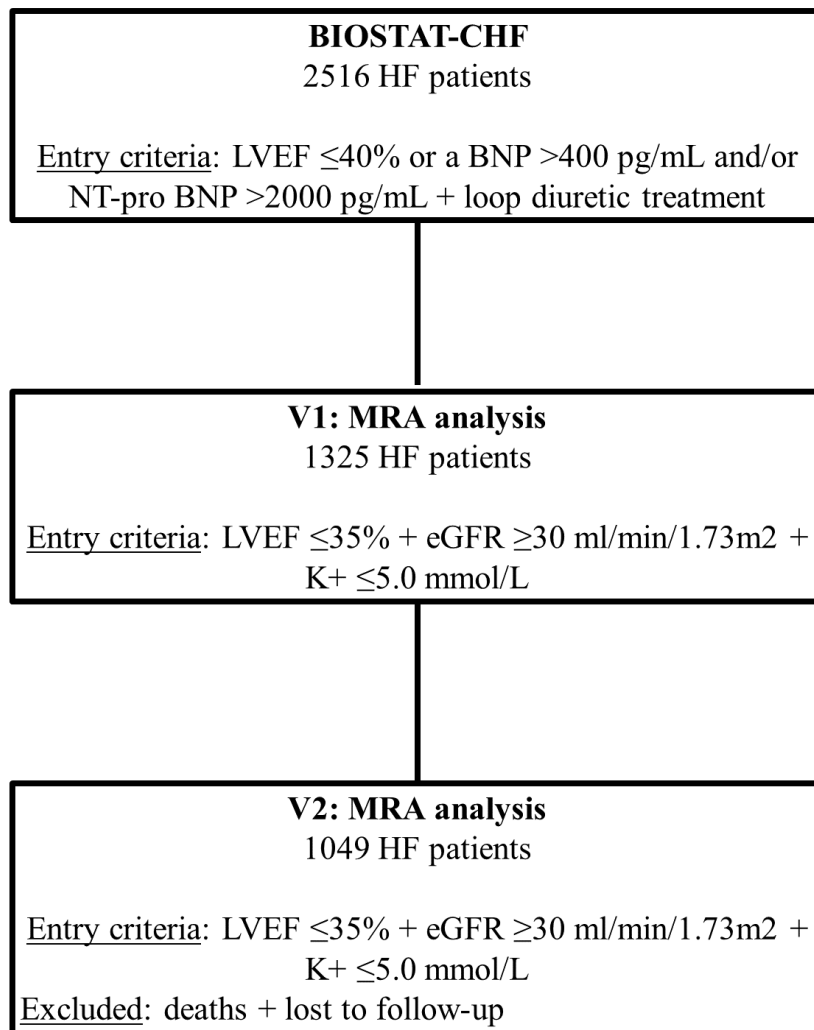 BIOSTAT-CHF
2516 HF patients
Entry criteria: LVEF ≤40% or a BNP >400 pg/mL and/or
NT-pro BNP >2000 pg/mL + loop diuretic treatment
V1: MRA analysis
1325 HF patients
Entry criteria: LVEF ≤35% + eGFR ≥30 ml/min/1.73m2 +
K+ ≤5.0 mmol/L
V2: MRA analysis
1049 HF patients
Entry criteria: LVEF ≤35% + eGFR ≥30 ml/min/1.73m2 +
K+ ≤5.0 mmol/L
Excluded: deaths + lost to follow-up